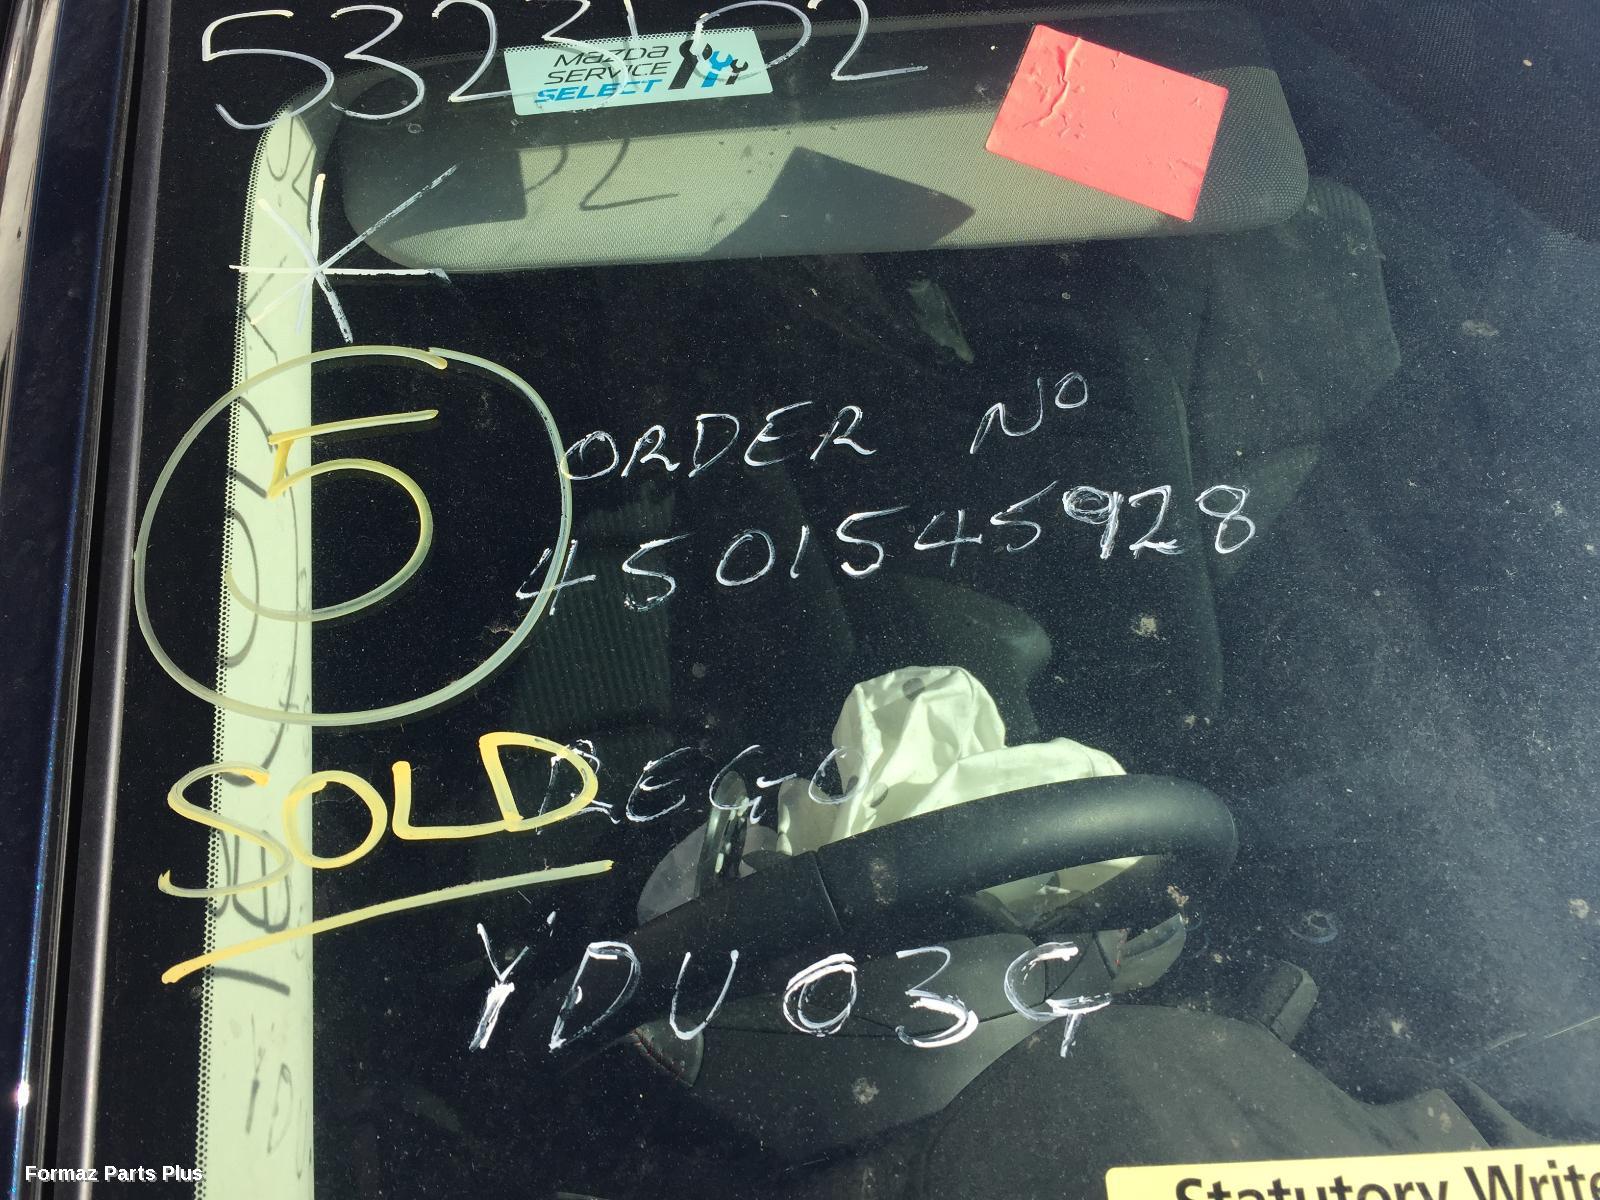 5323102
Mazda
SERVICE
SELECT
5
ORDER NO
4501545928
SOLD
REGO
YDU03G
Statutory Write
Formaz Parts Plus